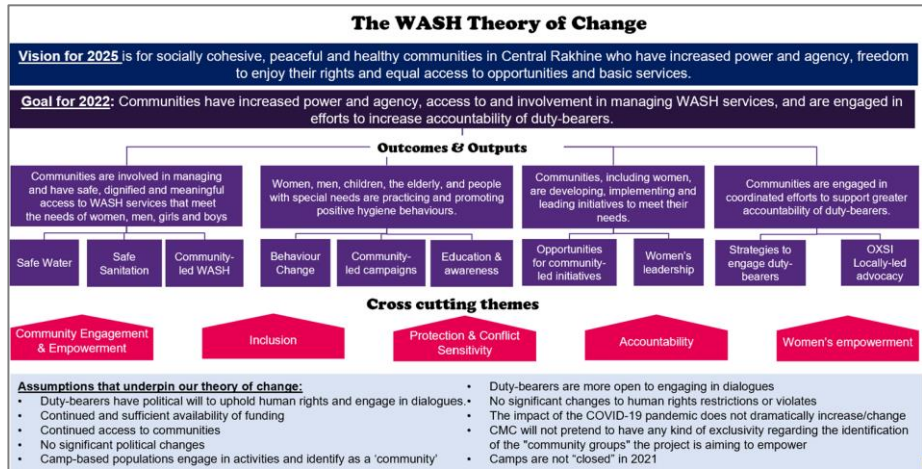 The WASH Theory of Change
Vision for 2025 is for socially cohesive, peaceful and healthy communities in Central Rakhine who have increased power and agency, freedom
to enjoy their rights and equal access to opportunities and basic services.
Goal for 2022: Communities have increased power and agency, access to and involvement in managing WASH services, and are engaged in
efforts to increase accountability of duty-bearers.
Outcomes & Outputs
Communities are involved in managing
and have safe, dignified and meaningful
access to WASH services that meet
the needs of women, men, girls and boys
Women, men, children, the elderly, and people
with special needs are practicing and promoting
positive hygiene behaviours.
Communities, including women,
are developing, implementing and
leading initiatives to meet their
needs.
Communities are engaged in
coordinated efforts to support greater
accountability of duty-bearers.
Safe Water
Safe
Sanitation
Community-
led WASH
Behaviour
Change
Community-
led campaigns
Education &
awareness
Opportunities
for community-
led initiatives
Women's
leadership
Strategies to
engage duty-
bearers
OXSI
Locally-led
advocacy
Cross cutting themes
Community Engagement
& Empowerment
Inclusion
Protection & Conflict
Sensitivity
Accountability
Women's empowerment
Assumptions that underpin our theory of change:
• Duty-bearers have political will to uphold human rights and engage in dialogues.
• Continued and sufficient availability of funding
• Continued access to communities
• No significant political changes
• Camp-based populations engage in activities and identify as a 'community'
• Duty-bearers are more open to engaging in dialogues
• No significant changes to human rights restrictions or violates
• The impact of the COVID-19 pandemic does not dramatically increase/change
• CMC will not pretend to have any kind of exclusivity regarding the identification
of the "community groups" the project is aiming to empower
• Camps are not "closed" in 2021